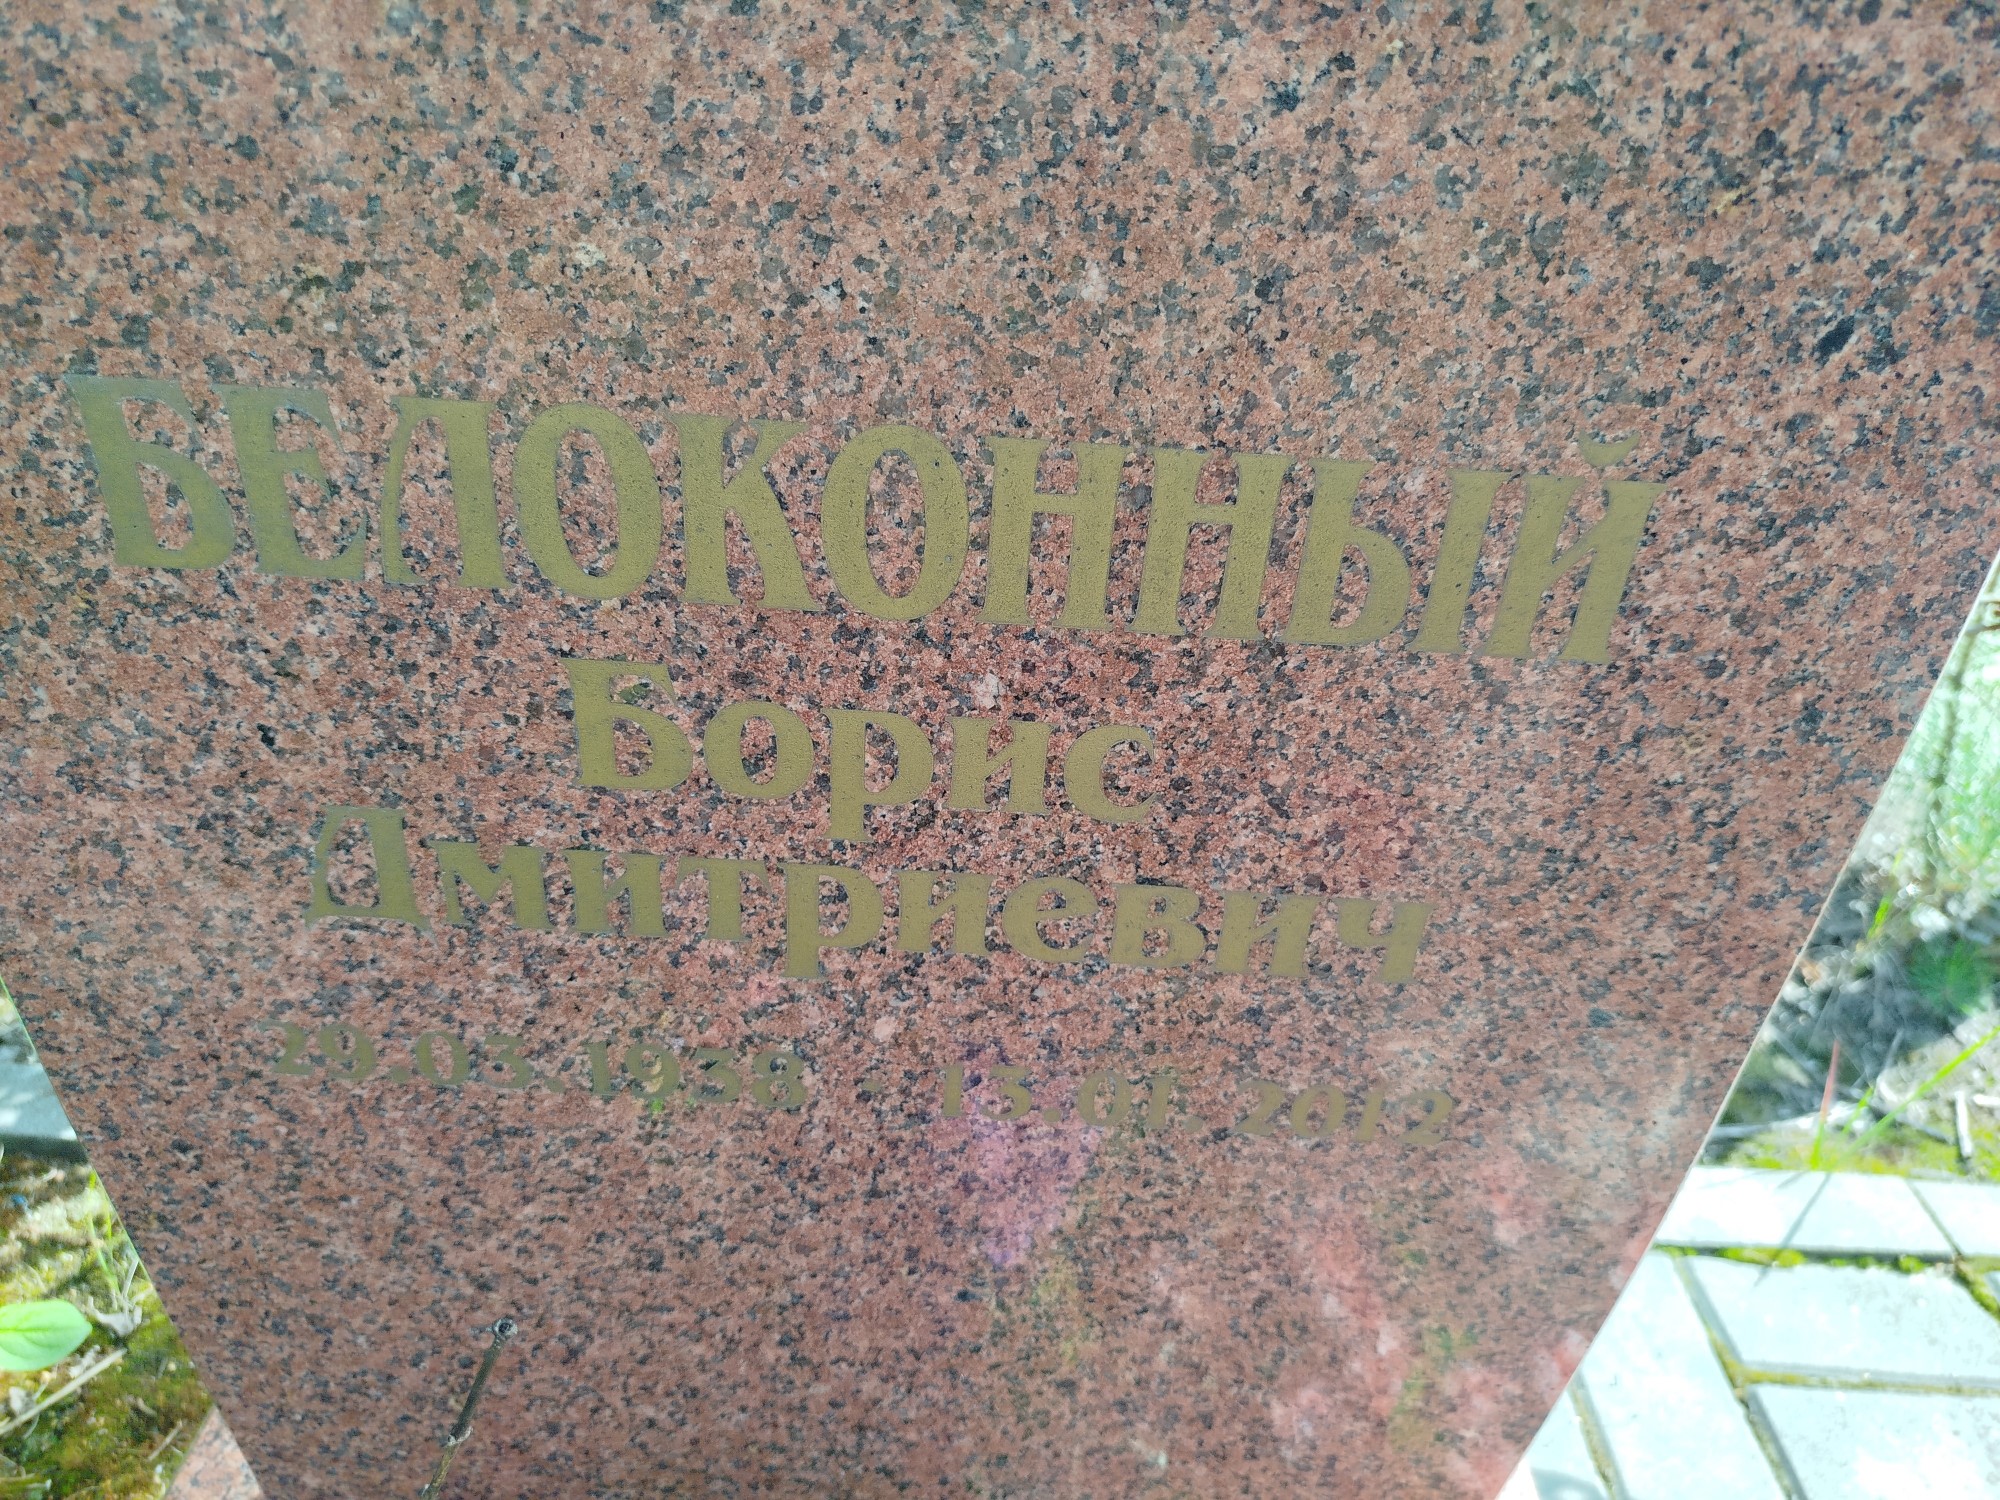 БЕЛОКОННЫЙ
Борис
Дмитриевич
29.03.1938 - 13.01.2012